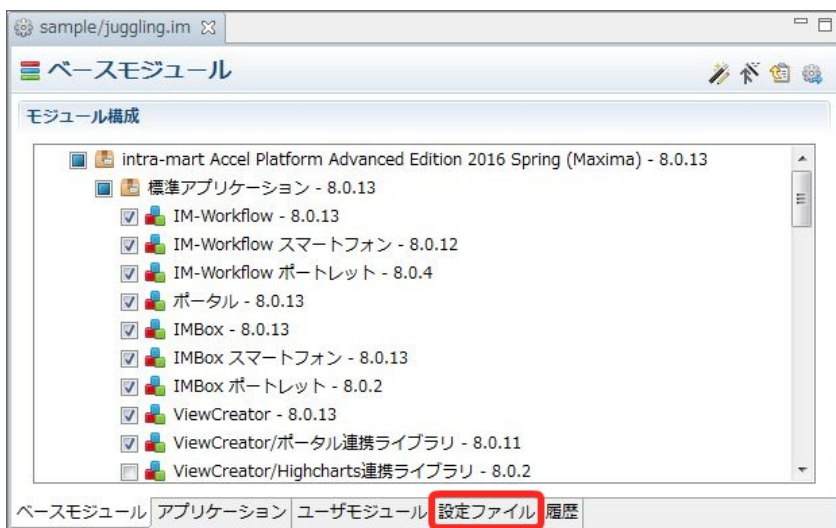 sample/juggling.im
ベースモジュール
モジュール構成
intra-mart Accel Platform Advanced Edition 2016 Spring (Maxima) - 8.0.13
標準アプリケーション - 8.0.13
IM-Workflow - 8.0.13
IM-Workflow スマートフォン - 8.0.12
IM-Workflow ポートレット - 8.0.4
ポータル - 8.0.13
IMBox - 8.0.13
IMBox スマートフォン - 8.0.13
IMBox ポートレット - 8.0.2
ViewCreator - 8.0.13
ViewCreator/ポータル連携ライブラリ - 8.0.11
ViewCreator/Highcharts連携ライブラリ - 8.0.2
ベースモジュール アプリケーション ユーザモジュール 設定ファイル 履歴